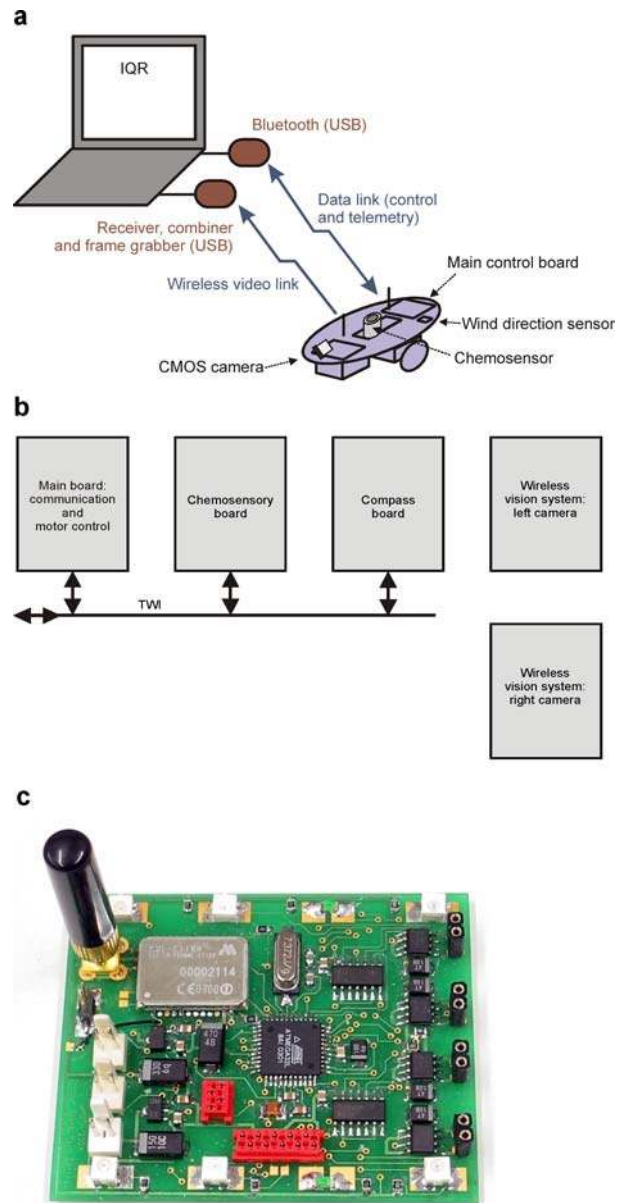 a
IQR
Bluetooth (USB)
Data link (control
and telemetry)
Receiver, combiner
and frame grabber (USB)
Wireless video link
Main control board
Wind direction sensor
Chemosensor
CMOS camera
b
Main board:
communication
and
motor control
Chemosensory
board
Compass
board
Wireless
vision system:
left camera
TWI
Wireless
vision system:
right camera
c
00002114